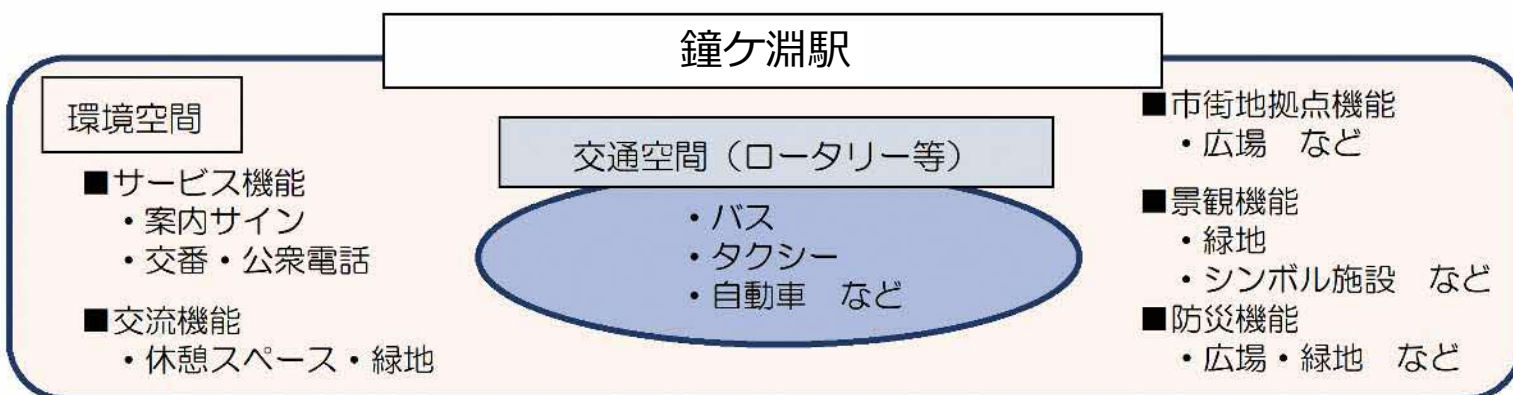 鐘ケ淵駅
環境空間
■サービス機能
・案内サイン
・交番・公衆電話
■交流機能
・休憩スペース・緑地
交通空間（ロータリー等）
・バス
・タクシー
・自動車　など
■市街地拠点機能
・広場　など
■景観機能
・緑地
・シンボル施設　など
■防災機能
・広場・緑地　など